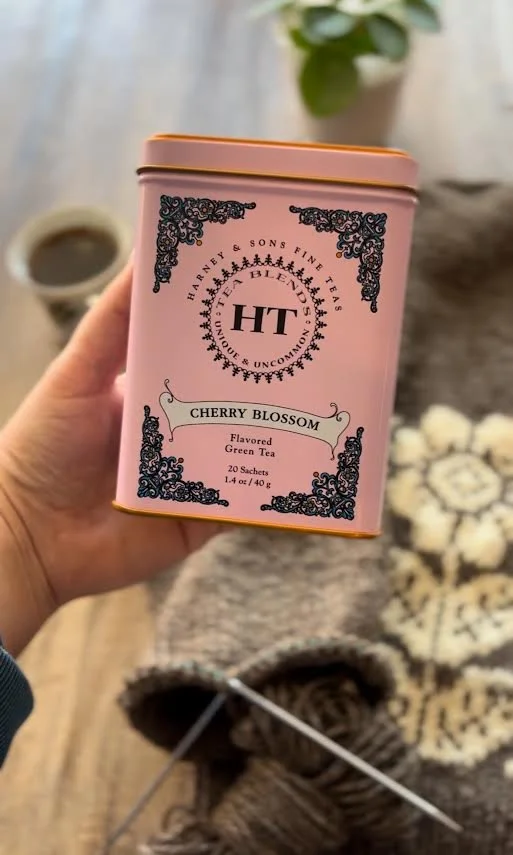 HARNEY & SONS FINE TEAS
TEA BLENDS
HT
UNIQUE & UNCOMMON
CHERRY BLOSSOM
Flavored
Green Tea
20 Sachets
1.4 oz / 40 g